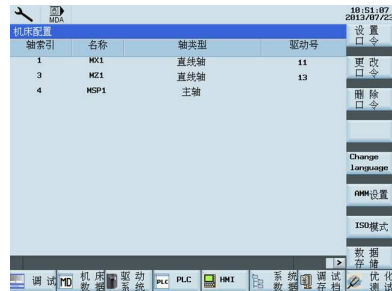 MDA
10:51:07
2013/07/23
机床配置
轴索引 名称 轴类型 驱动号
1 MX1 直线轴 11
3 MZ1 直线轴 13
4 MSP1 主轴
设置
口令
更改
口令
删除
口令
Change
language
AMM设置
ISO模式
数据
存储
调试
MD 机床
数据
驱动
系统
PLC PLC
HMI
系统
数据
调试
存档
优化
测试